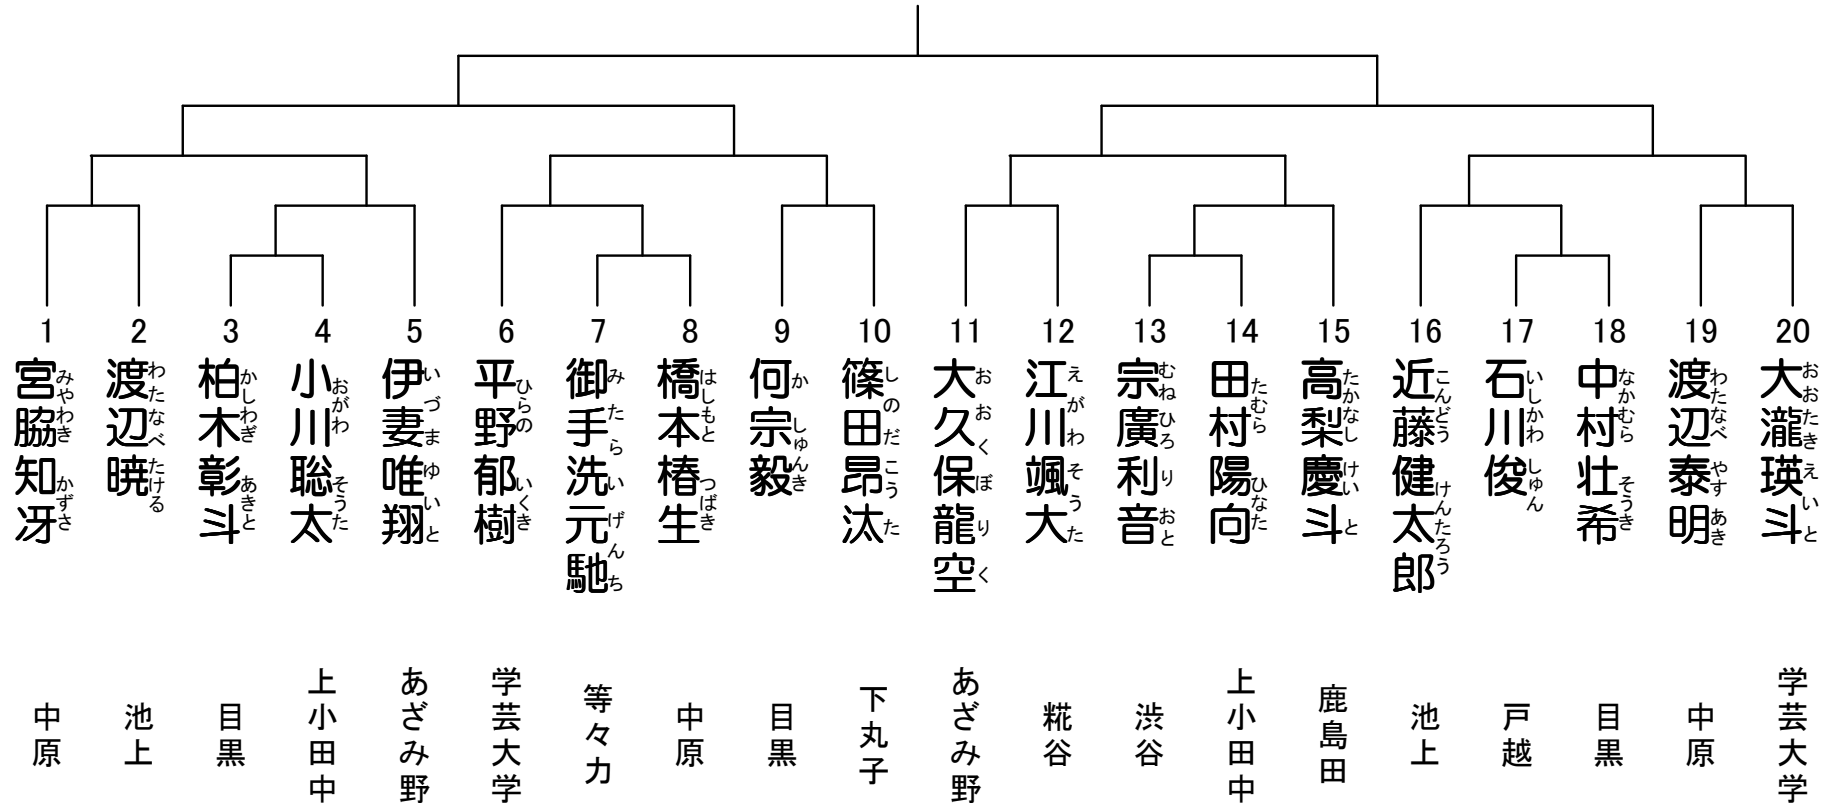 1 2 3 4 5 6 7 8 9 10 11 12 13 14 15 16 17 18 19 20
宮脇知冴 みやわき かずさ 中原
渡辺暁 わたなべ たける 池上
柏木彰斗 かしわぎ あきと 目黒
小川聡太 おがわ そうた 上小田中
伊妻唯翔 いづま ゆいと あざみ野
平野郁樹 ひらの いくき 学芸大学
御手洗元馳 みたらい げんち 等々力
橋本椿生 はしもと つばき 中原
何宗毅 か しゅんき 目黒
篠田昂汰 しのだ こうた 下丸子
大久保龍空 おおくぼ りく あざみ野
江川颯大 えがわ そうた 糀谷
宗廣利音 むねひろ りおと 渋谷
田村陽向 たむら ひなた 上小田中
高梨慶斗 たかなし けいと 鹿島田
近藤健太郎 こんどう けんたろう 池上
石川俊 いしかわ しゅん 戸越
中村壮希 なかむら そうき 目黒
渡辺泰明 わたなべ やすあき 中原
大瀧瑛斗 おおたき えいと 学芸大学